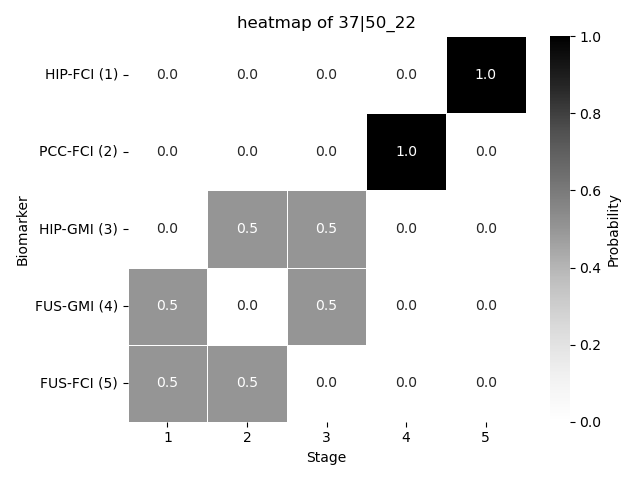 heatmap of 37|50_22
HIP-FCI (1)
0.0 0.0 0.0 0.0 1.0
PCC-FCI (2)
0.0 0.0 0.0 1.0 0.0
HIP-GMI (3)
0.0 0.5 0.5 0.0 0.0
FUS-GMI (4)
0.5 0.0 0.5 0.0 0.0
FUS-FCI (5)
0.5 0.5 0.0 0.0 0.0
1 2 3 4 5
Stage
Biomarker
1.0
0.8
0.6
0.4
0.2
0.0
Probability